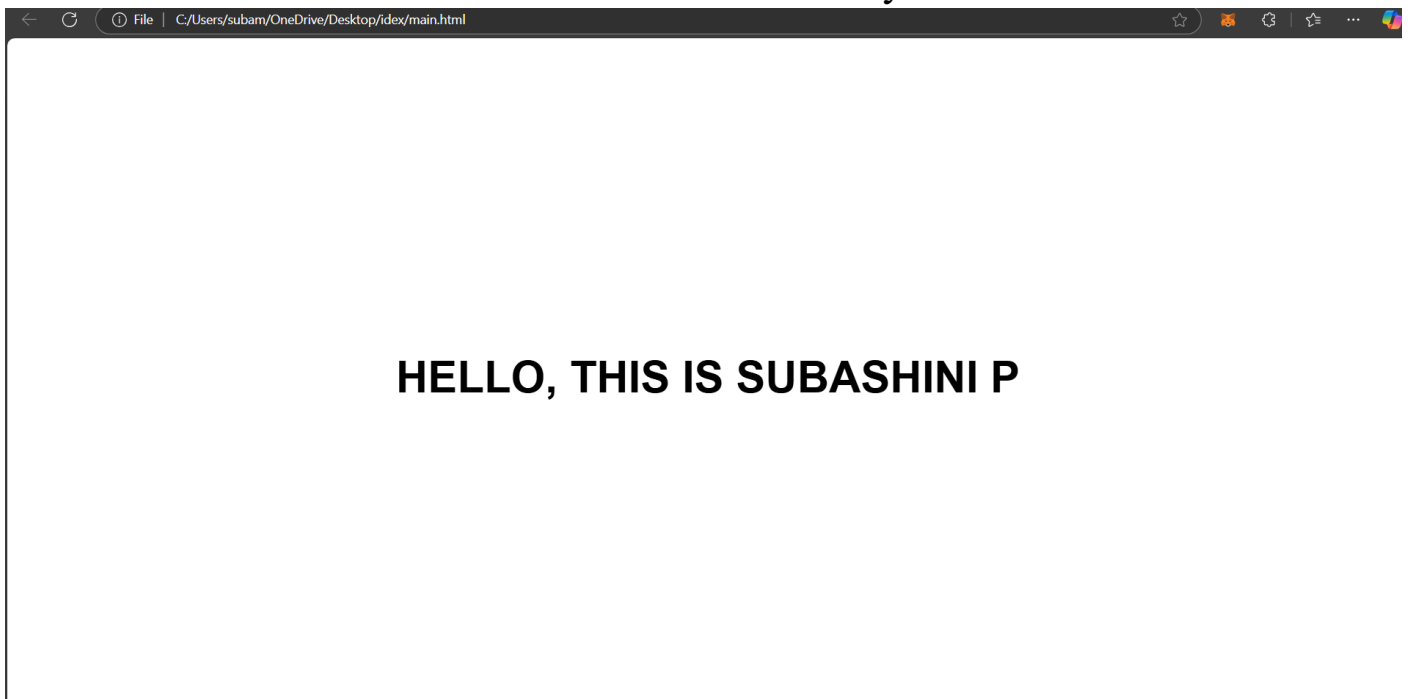 File
C:/Users/subam/OneDrive/Desktop/idex/main.html
HELLO, THIS IS SUBASHINI P